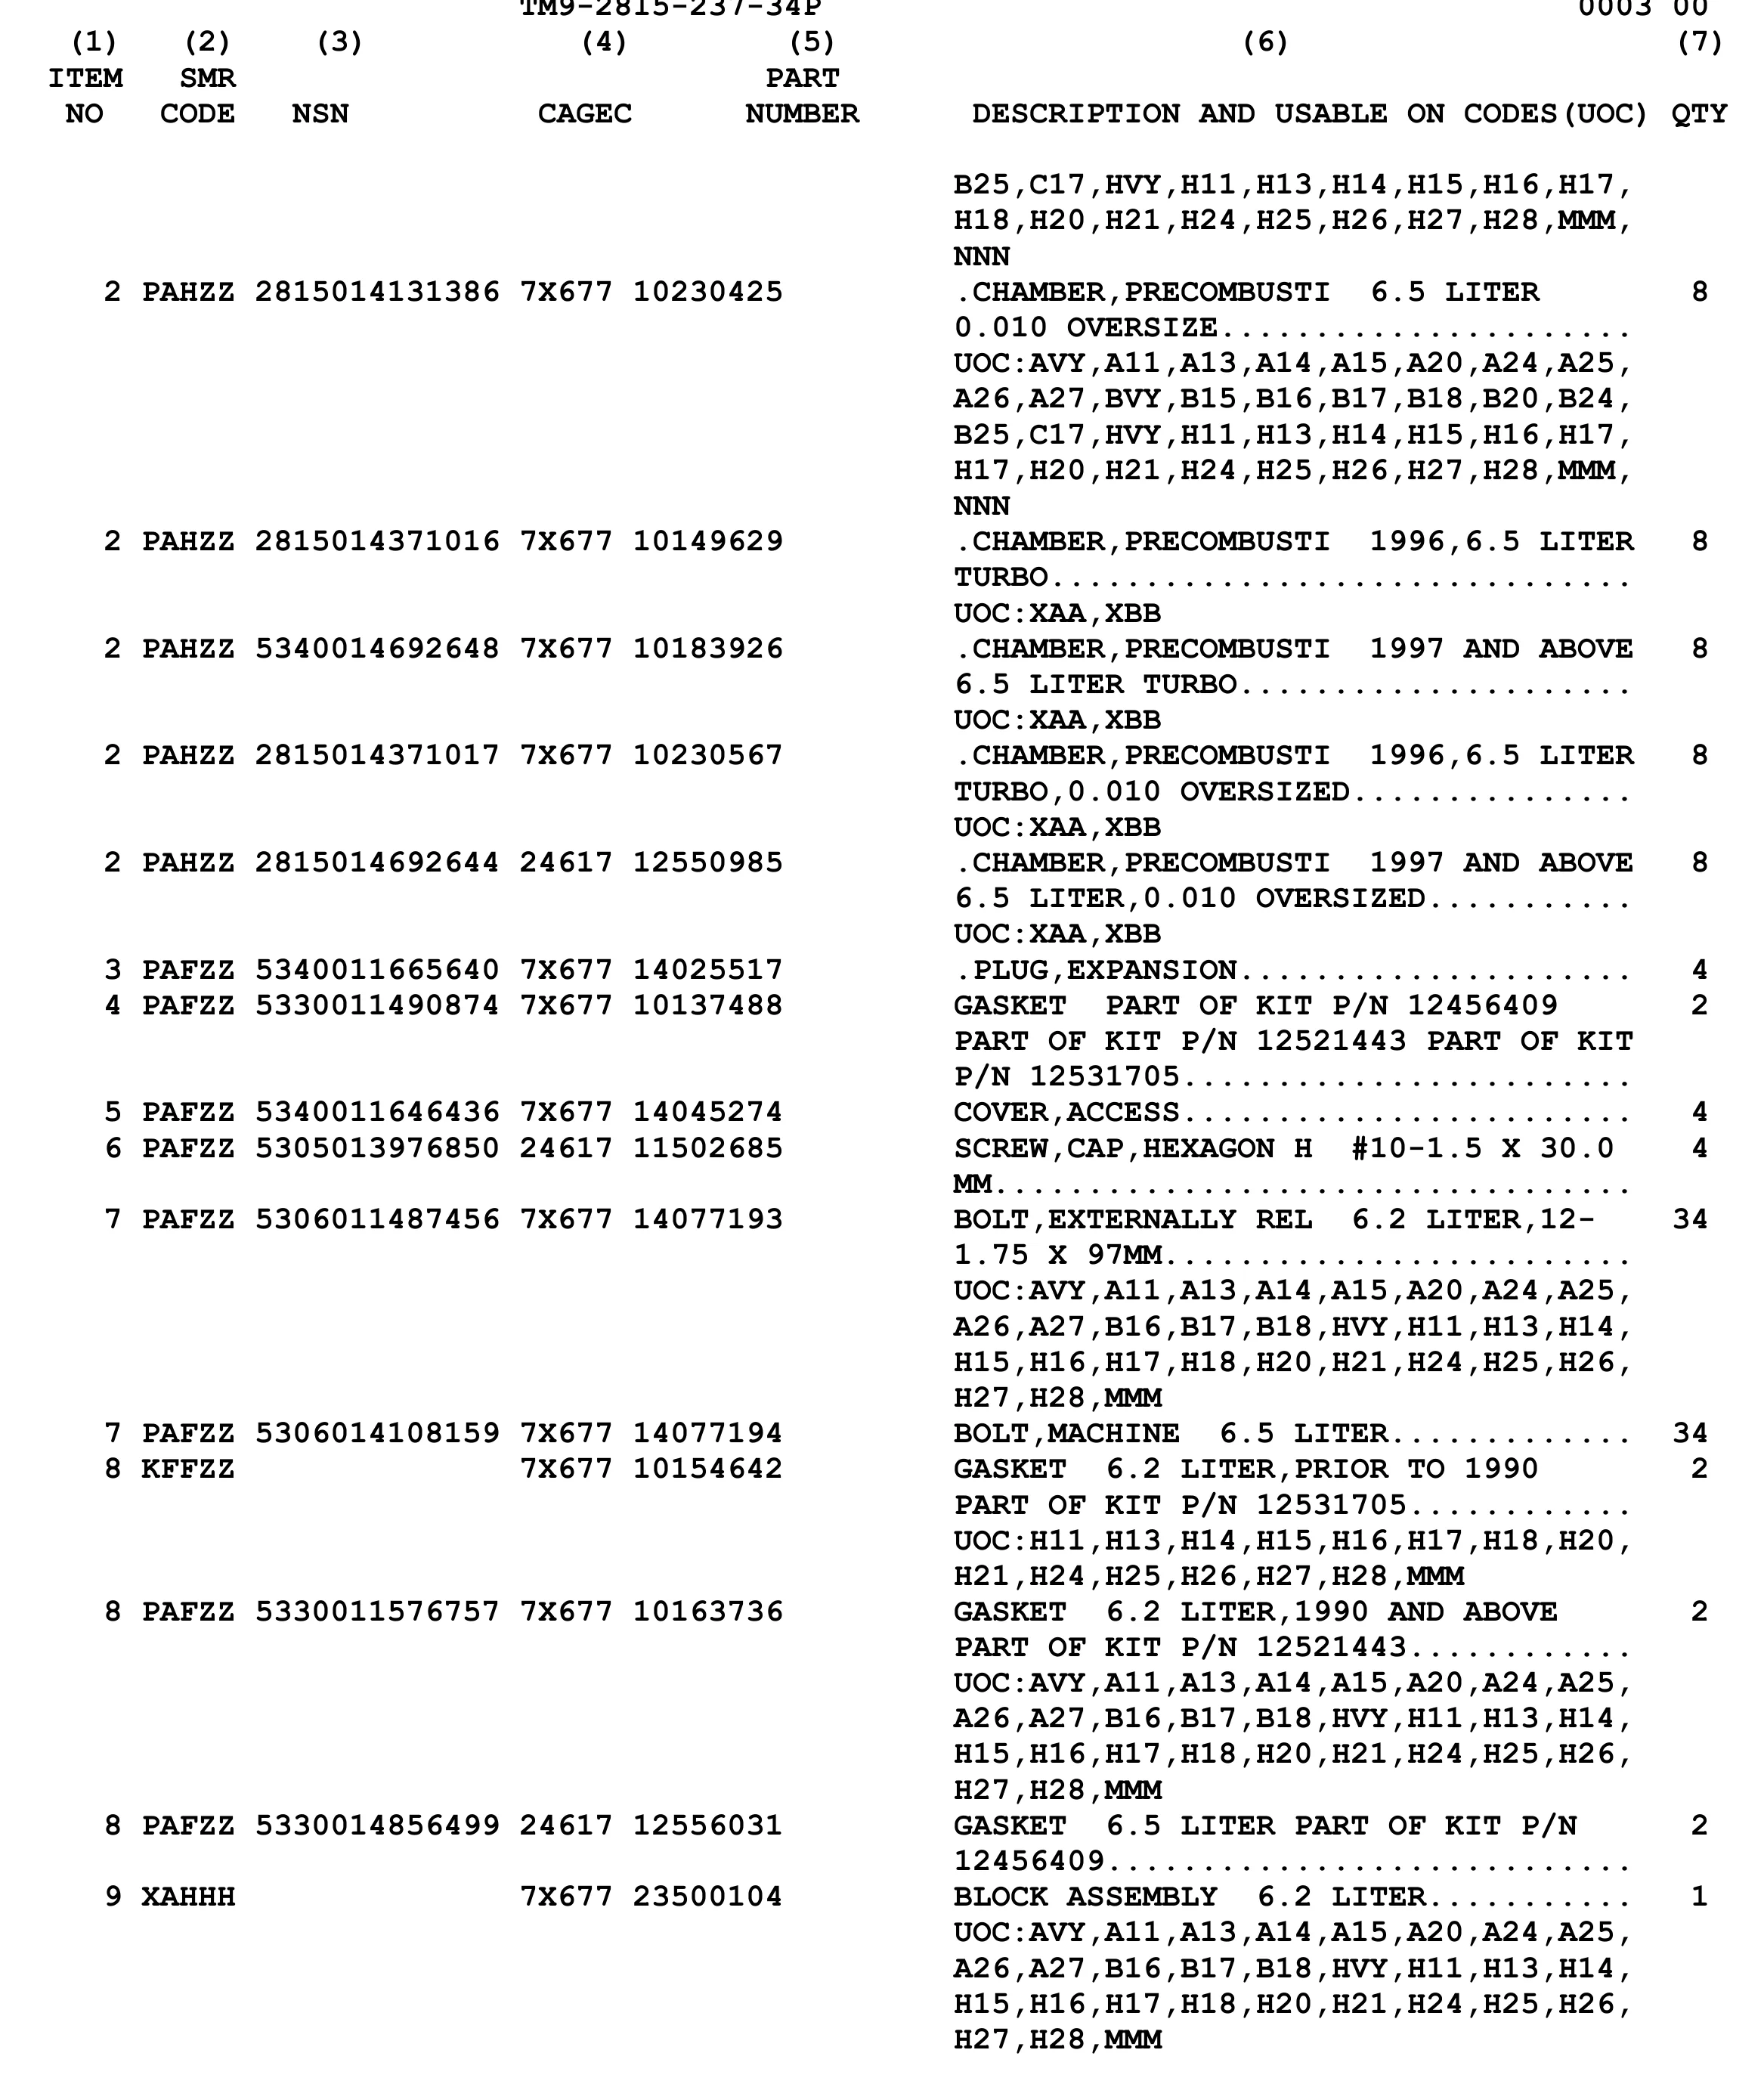 TM9-2815-237-34P 0003 00
(1) (2) (3) (4) (5) (6) (7)
ITEM SMR PART
NO CODE NSN CAGEC NUMBER DESCRIPTION AND USABLE ON CODES(UOC) QTY
B25,C17,HVY,H11,H13,H14,H15,H16,H17,
H18,H20,H21,H24,H25,H26,H27,H28,MMM,
NNN
2 PAHZZ 2815014131386 7X677 10230425 .CHAMBER,PRECOMBUSTI 6.5 LITER 8
0.010 OVERSIZE......................
UOC:AVY,A11,A13,A14,A15,A20,A24,A25,
A26,A27,BVY,B15,B16,B17,B18,B20,B24,
B25,C17,HVY,H11,H13,H14,H15,H16,H17,
H17,H20,H21,H24,H25,H26,H27,H28,MMM,
NNN
2 PAHZZ 2815014371016 7X677 10149629 .CHAMBER,PRECOMBUSTI 1996,6.5 LITER 8
TURBO...............................
UOC:XAA,XBB
2 PAHZZ 5340014692648 7X677 10183926 .CHAMBER,PRECOMBUSTI 1997 AND ABOVE 8
6.5 LITER TURBO.....................
UOC:XAA,XBB
2 PAHZZ 2815014371017 7X677 10230567 .CHAMBER,PRECOMBUSTI 1996,6.5 LITER 8
TURBO,0.010 OVERSIZED...............
UOC:XAA,XBB
2 PAHZZ 2815014692644 24617 12550985 .CHAMBER,PRECOMBUSTI 1997 AND ABOVE 8
6.5 LITER,0.010 OVERSIZED...........
UOC:XAA,XBB
3 PAFZZ 5340011665640 7X677 14025517 .PLUG,EXPANSION..................... 4
4 PAFZZ 5330011490874 7X677 10137488 GASKET PART OF KIT P/N 12456409 2
PART OF KIT P/N 12521443 PART OF KIT
P/N 12531705........................
5 PAFZZ 5340011646436 7X677 14045274 COVER,ACCESS........................ 4
6 PAFZZ 5305013976850 24617 11502685 SCREW,CAP,HEXAGON H #10-1.5 X 30.0 4
MM..................................
7 PAFZZ 5306011487456 7X677 14077193 BOLT,EXTERNALLY REL 6.2 LITER,12- 34
1.75 X 97MM.........................
UOC:AVY,A11,A13,A14,A15,A20,A24,A25,
A26,A27,B16,B17,B18,HVY,H11,H13,H14,
H15,H16,H17,H18,H20,H21,H24,H25,H26,
H27,H28,MMM
7 PAFZZ 5306014108159 7X677 14077194 BOLT,MACHINE 6.5 LITER............. 34
8 KFFZZ 7X677 10154642 GASKET 6.2 LITER,PRIOR TO 1990 2
PART OF KIT P/N 12531705............
UOC:H11,H13,H14,H15,H16,H17,H18,H20,
H21,H24,H25,H26,H27,H28,MMM
8 PAFZZ 5330011576757 7X677 10163736 GASKET 6.2 LITER,1990 AND ABOVE 2
PART OF KIT P/N 12521443............
UOC:AVY,A11,A13,A14,A15,A20,A24,A25,
A26,A27,B16,B17,B18,HVY,H11,H13,H14,
H15,H16,H17,H18,H20,H21,H24,H25,H26,
H27,H28,MMM
8 PAFZZ 5330014856499 24617 12556031 GASKET 6.5 LITER PART OF KIT P/N 2
12456409............................
9 XAHHH 7X677 23500104 BLOCK ASSEMBLY 6.2 LITER........... 1
UOC:AVY,A11,A13,A14,A15,A20,A24,A25,
A26,A27,B16,B17,B18,HVY,H11,H13,H14,
H15,H16,H17,H18,H20,H21,H24,H25,H26,
H27,H28,MMM